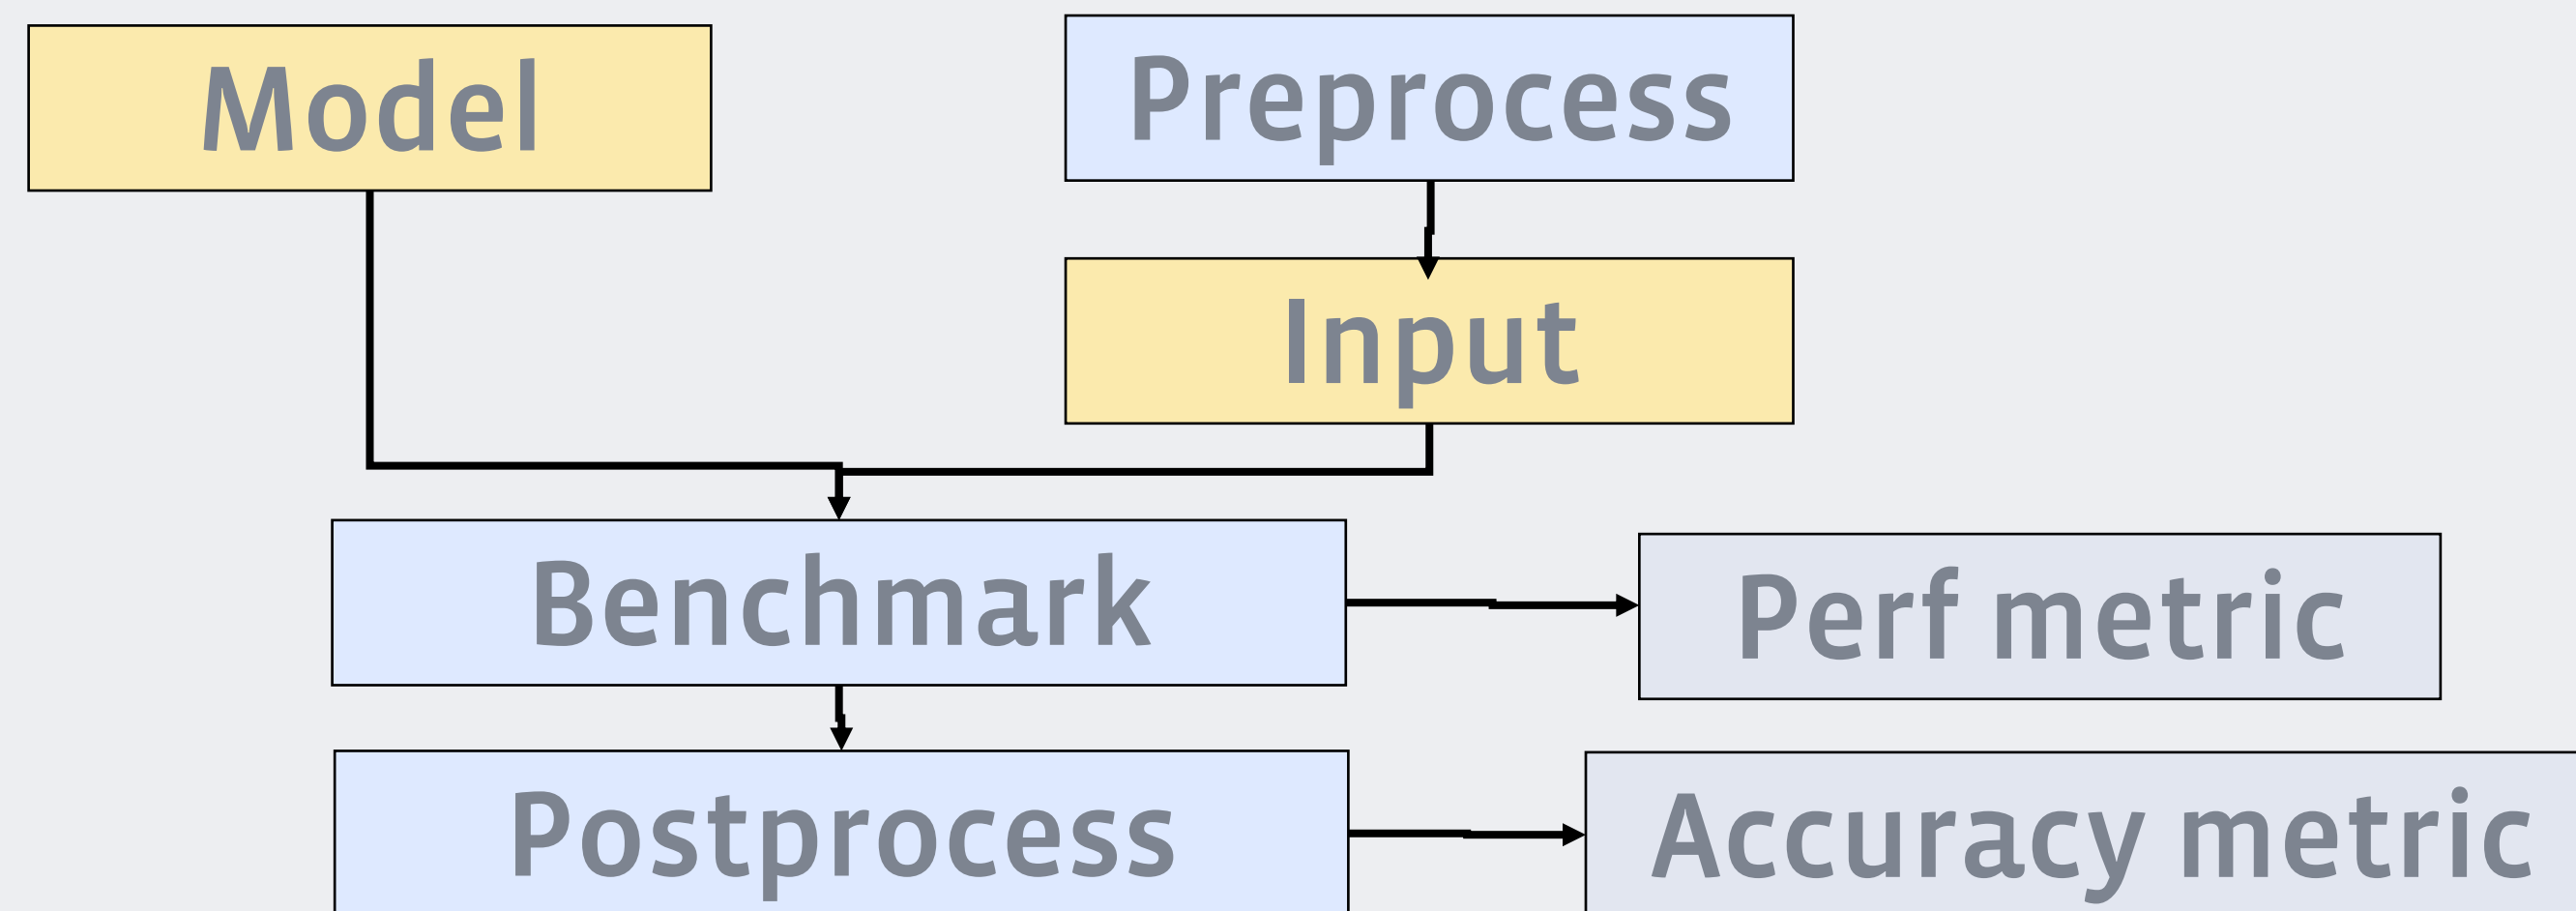 Model
Preprocess
Input
Benchmark
Perf metric
Postprocess
Accuracy metric